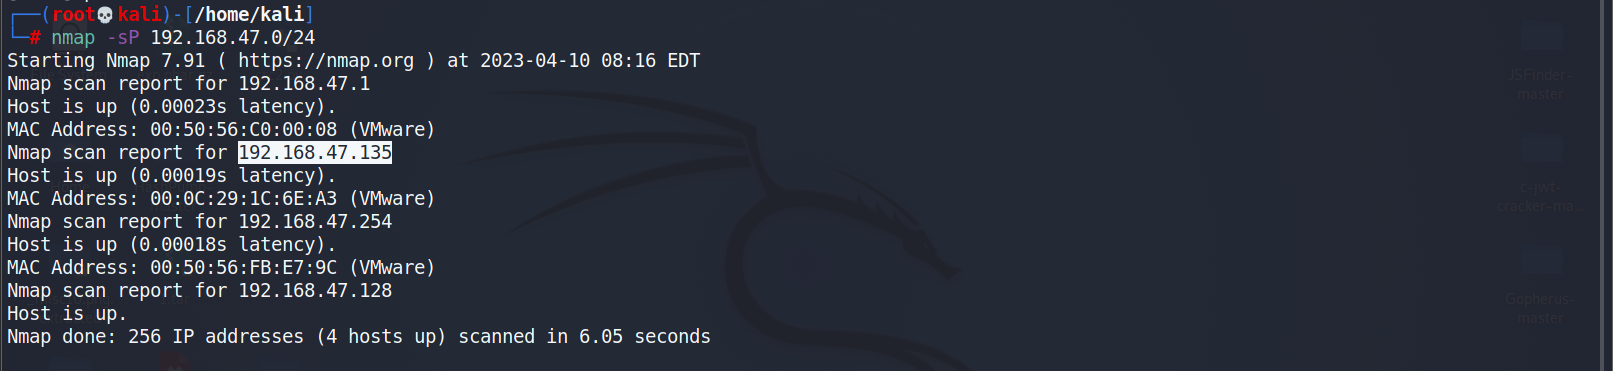 ┌──(root💀kali)-[/home/kali]
└─# nmap -sP 192.168.47.0/24
Starting Nmap 7.91 ( https://nmap.org ) at 2023-04-10 08:16 EDT
Nmap scan report for 192.168.47.1
Host is up (0.00023s latency).
MAC Address: 00:50:56:C0:00:08 (VMware)
Nmap scan report for 192.168.47.135
Host is up (0.00019s latency).
MAC Address: 00:0C:29:1C:6E:A3 (VMware)
Nmap scan report for 192.168.47.254
Host is up (0.00018s latency).
MAC Address: 00:50:56:FB:E7:9C (VMware)
Nmap scan report for 192.168.47.128
Host is up.
Nmap done: 256 IP addresses (4 hosts up) scanned in 6.05 seconds
JSFinder-
master
c-jwt-
cracker-ma...
Gopherus-
master